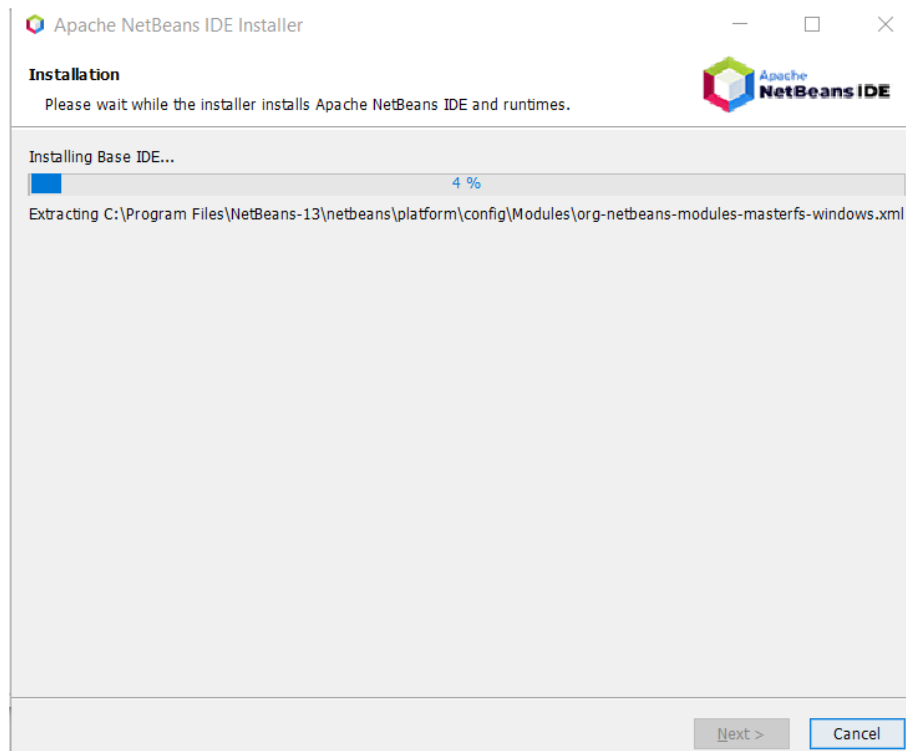 Apache NetBeans IDE Installer
Installation
Please wait while the installer installs Apache NetBeans IDE and runtimes.
Apache
NetBeans IDE
Installing Base IDE...
4 %
Extracting C:\Program Files\NetBeans-13\netbeans\platform\config\Modules\org-netbeans-modules-masterfs-windows.xml
Next >
Cancel